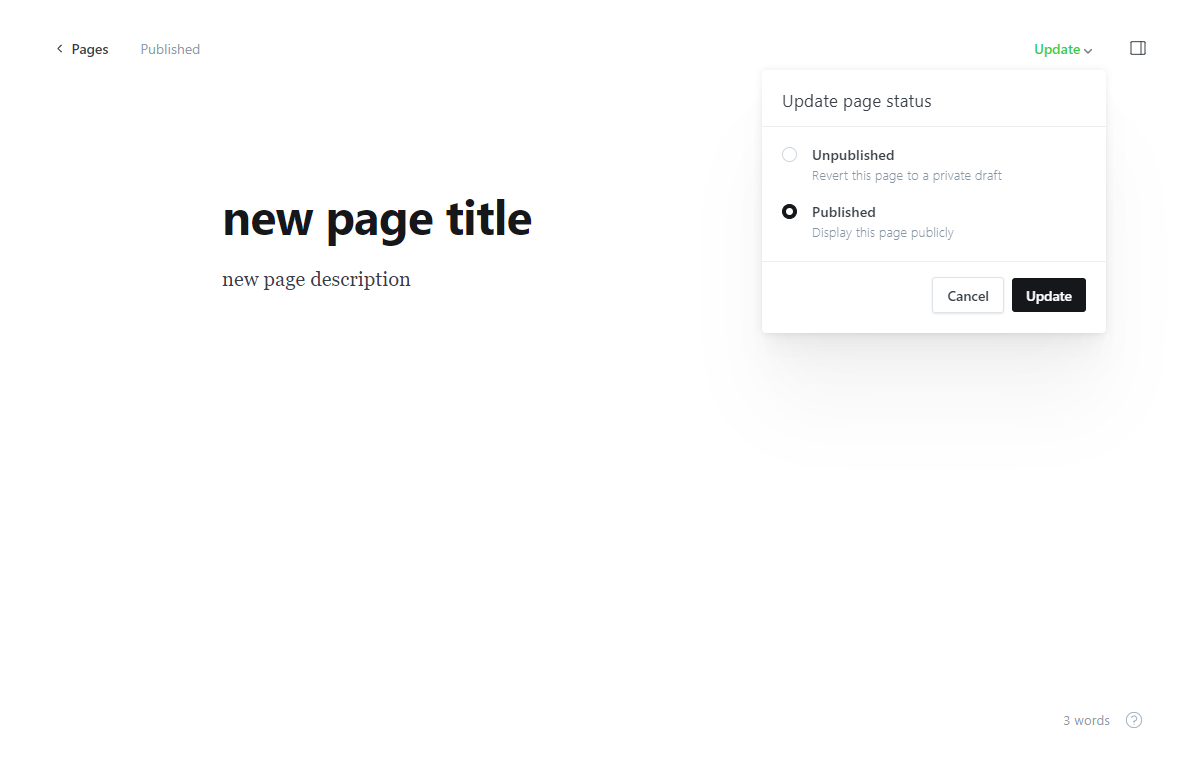 Pages
Published
Update
Update page status
Unpublished
Revert this page to a private draft
Published
Display this page publicly
Cancel
Update
new page title
new page description
3 words
?